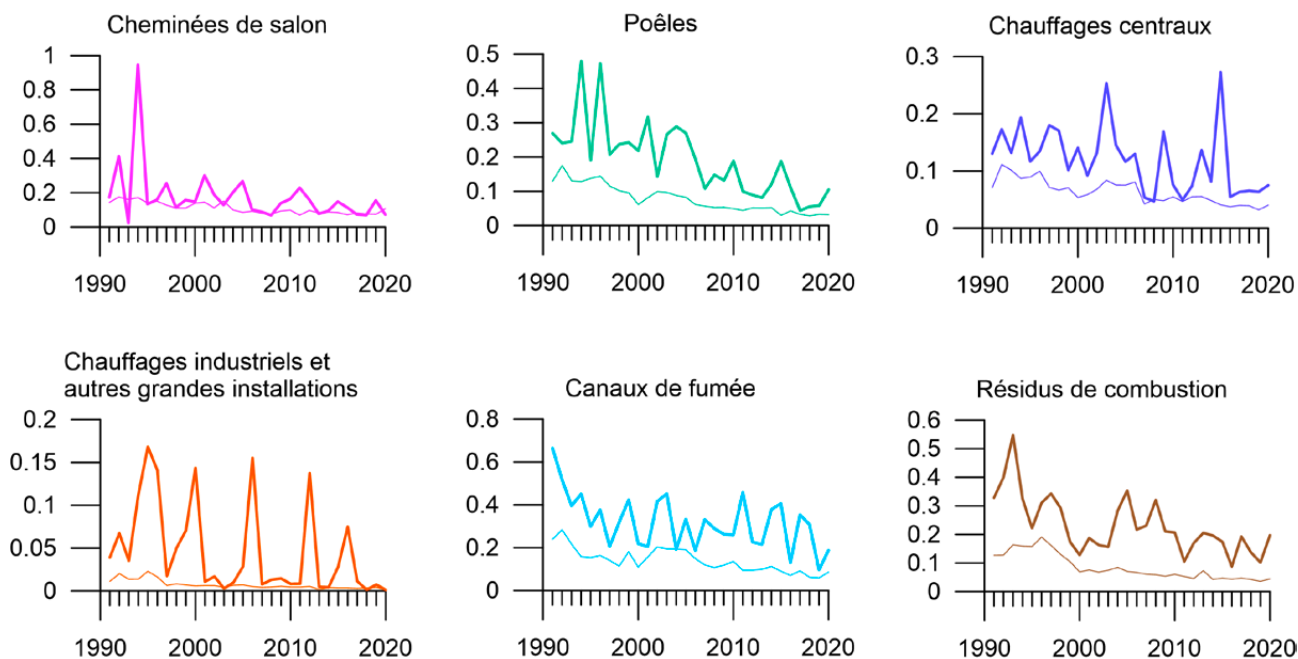 Cheminées de salon
1
0.8
0.6
0.4
0.2
0
1990 2000 2010 2020
Poêles
0.5
0.4
0.3
0.2
0.1
0
1990 2000 2010 2020
Chauffages centraux
0.3
0.2
0.1
0
1990 2000 2010 2020
Chauffages industriels et
autres grandes installations
0.2
0.15
0.1
0.05
0
1990 2000 2010 2020
Canaux de fumée
0.8
0.6
0.4
0.2
0
1990 2000 2010 2020
Résidus de combustion
0.6
0.5
0.4
0.3
0.2
0.1
0
1990 2000 2010 2020